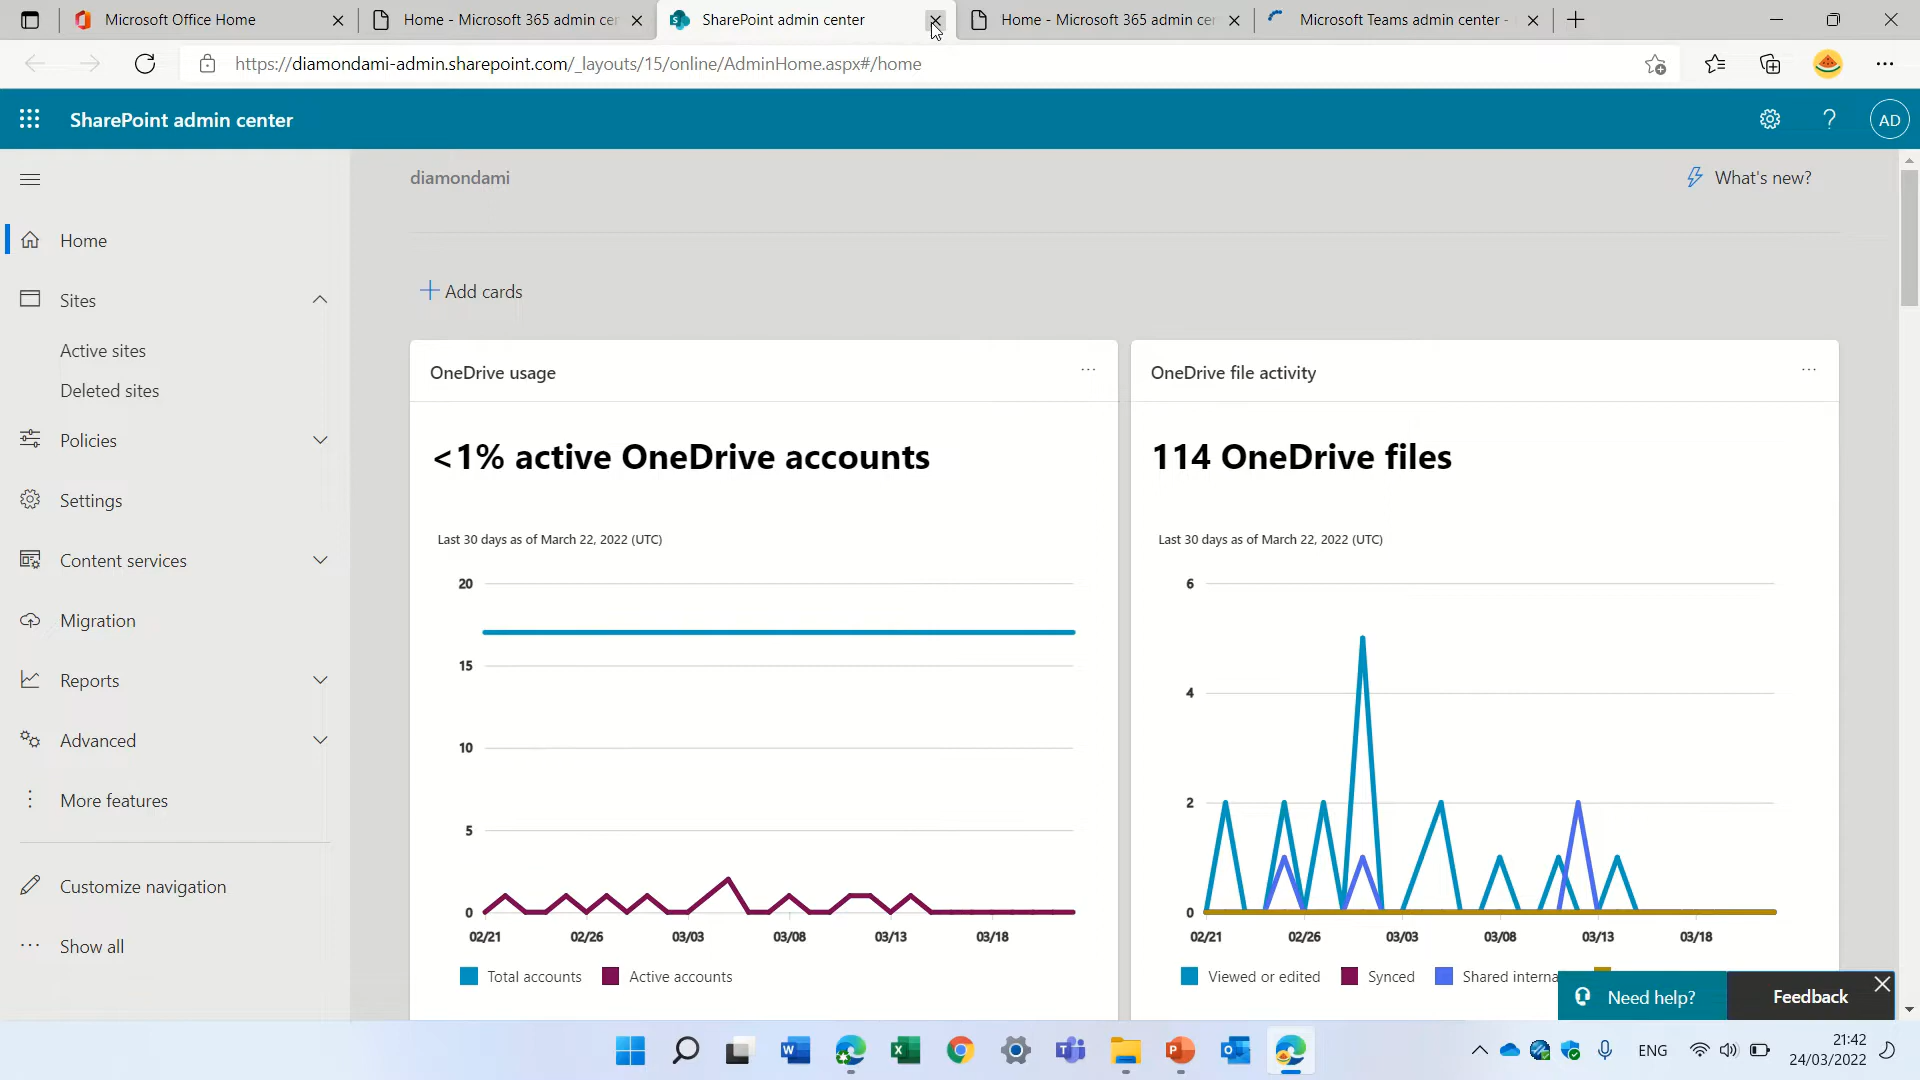 Microsoft Office Home
Home - Microsoft 365 admin cer
SharePoint admin center
Home - Microsoft 365 admin cer
Microsoft Teams admin center -
https://diamondami-admin.sharepoint.com/_layouts/15/online/AdminHome.aspx#/home
SharePoint admin center
? AD
diamondami
What's new?
Home
Sites
Active sites
Deleted sites
Policies
Settings
Content services
Migration
Reports
Advanced
More features
Customize navigation
Show all
+ Add cards
OneDrive usage
<1% active OneDrive accounts
Last 30 days as of March 22, 2022 (UTC)
20
15
10
5
0
02/21 02/26 03/03 03/08 03/13 03/18
Total accounts Active accounts
OneDrive file activity
114 OneDrive files
Last 30 days as of March 22, 2022 (UTC)
6
4
2
0
02/21 02/26 03/03 03/08 03/13 03/18
Viewed or edited Synced Shared interna
Need help? Feedback
ENG
21:42
24/03/2022